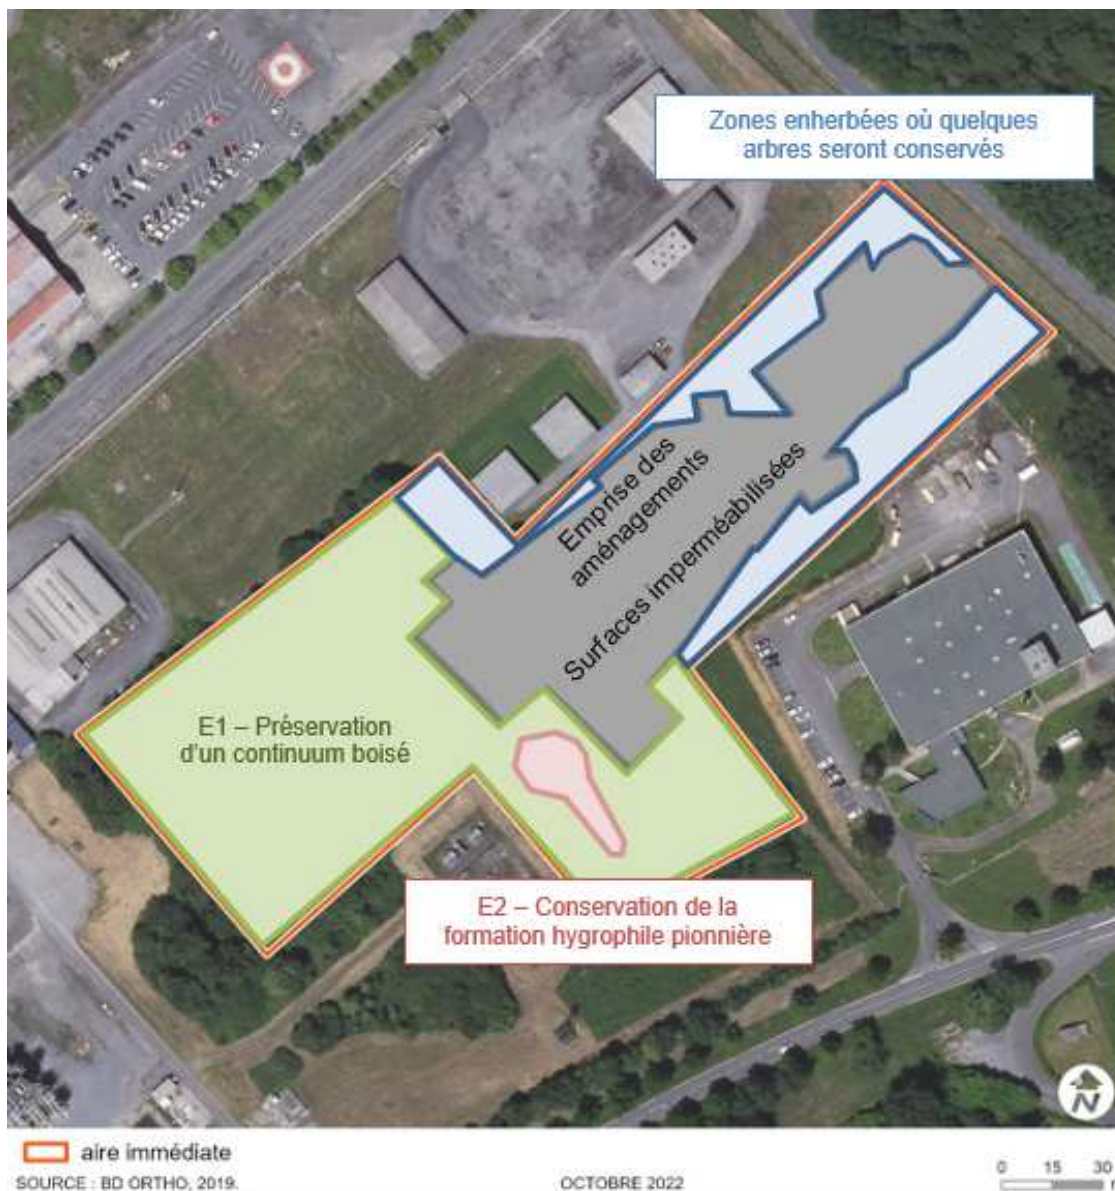 Zones enherbées où quelques
arbres seront conservés
Emprise des
aménagements
Surfaces imperméabilisées
E1 – Préservation
d'un continuum boisé
E2 – Conservation de la
formation hygrophile pionnière
N
aire immédiate
SOURCE : BD ORTHO, 2019.
OCTOBRE 2022
0 15 30